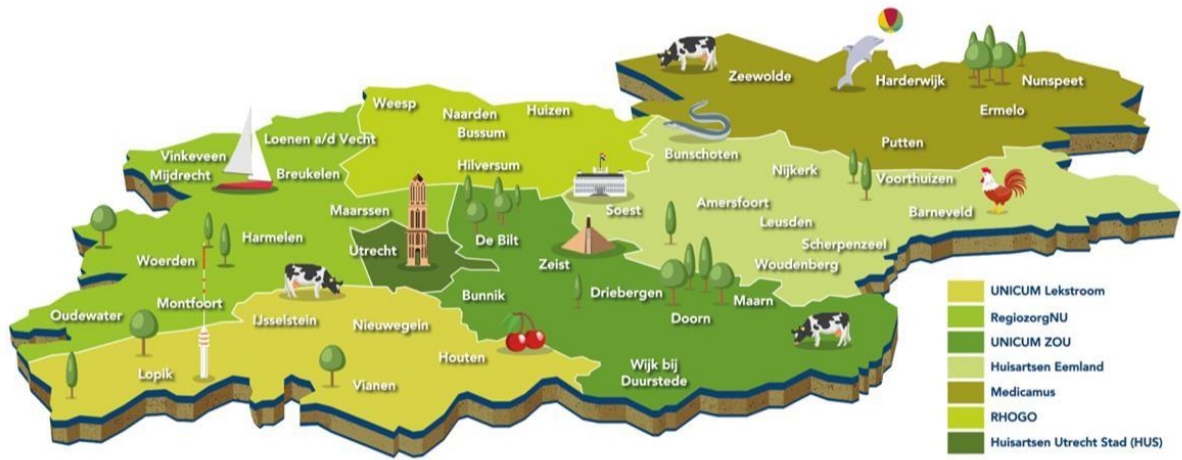 Zeewolde
Harderwijk
Nunspeet
Ermelo
Putten
Weesp
Naarden
Huizen
Bussum
Hilversum
Loenen a/d Vecht
Vinkeveen
Mijdrecht
Breukelen
Bunschoten
Nijkerk
Voorthuizen
Barneveld
Amersfoort
Leusden
Scherpenzeel
Woudenberg
Soest
Maarssen
Harmelen
Woerden
Utrecht
De Bilt
Zeist
Bunnik
Driebergen
Maarn
Doorn
Wijk bij
Duurstede
Montfoort
Oudewater
IJsselstein
Nieuwegein
Houten
Lopik
Vianen
UNICUM Lekstroom
RegiozorgNU
UNICUM ZOU
Huisartsen Eemland
Medicamus
RHOGO
Huisartsen Utrecht Stad (HUS)